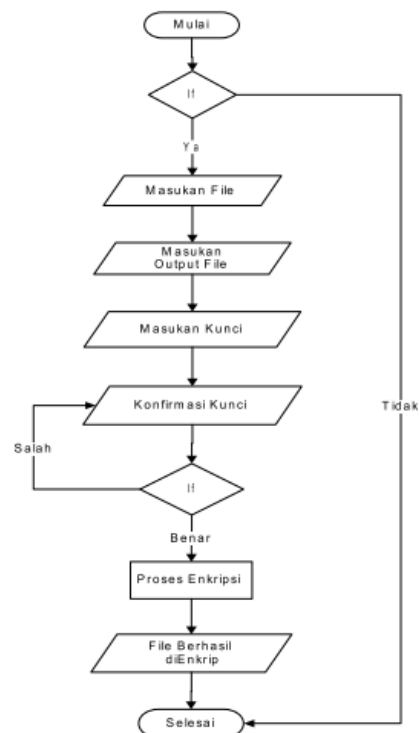 Mulai
If
Ya
Masukan File
Masukan
Output File
Masukan Kunci
Konfirmasi Kunci
Tidak
Salah
If
Benar
Proses Enkripsi
File Berhasil
diEnkrip
Selesai